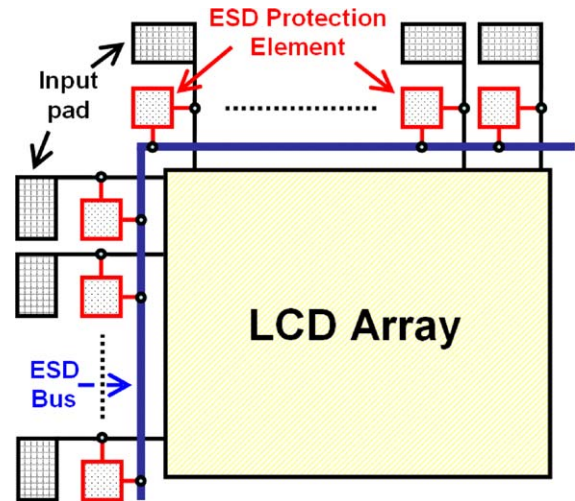 ESD Protection
Element
Input
pad
LCD Array
ESD
Bus